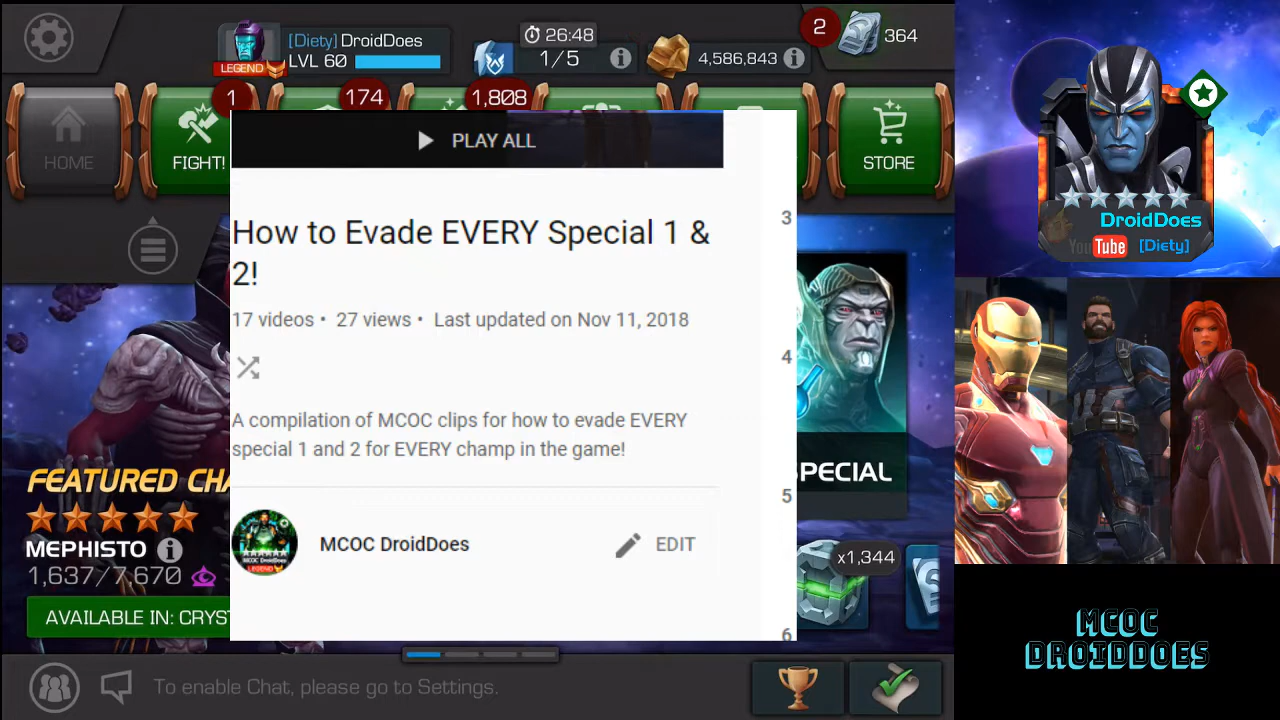 [Diety] DroidDoes
LEGEND
LVL 60
26:48
1/5
4,586,843
2
364
HOME
1
FIGHT!
174
1,808
STORE
PLAY ALL
How to Evade EVERY Special 1 &
2!
17 videos • 27 views • Last updated on Nov 11, 2018
A compilation of MCOC clips for how to evade EVERY
special 1 and 2 for EVERY champ in the game!
MCOC DroidDoes
EDIT
3
4
5
6
SPECIAL
x1,344
FEATURED CHA
MEPHISTO
1,637/7,670
AVAILABLE IN: CRYS
To enable Chat, please go to Settings.
DroidDoes
YouTube [Diety]
MCOC
DROIDDOES